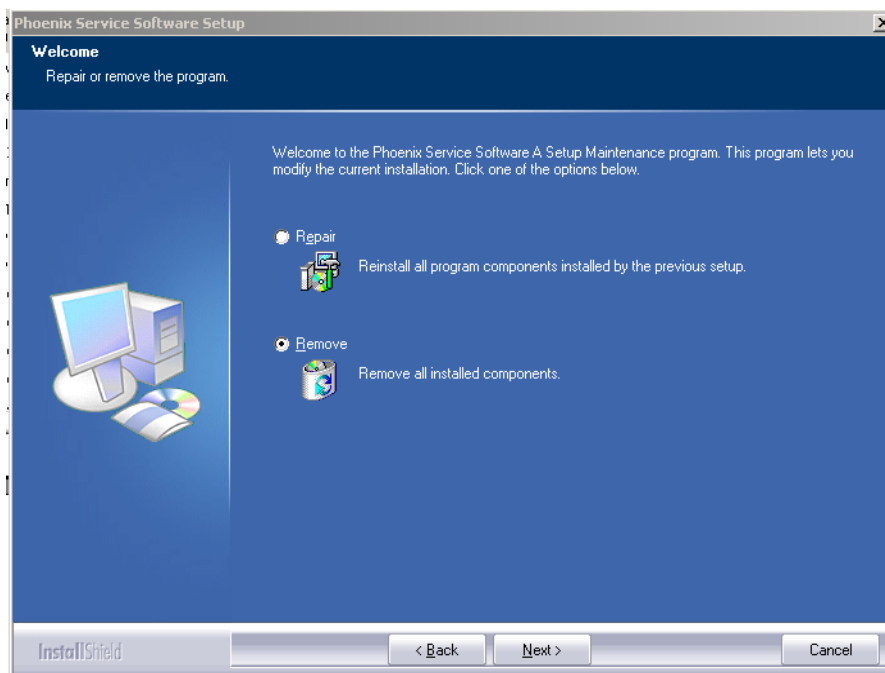 Phoenix Service Software Setup
Welcome
Repair or remove the program.
Welcome to the Phoenix Service Software A Setup Maintenance program. This program lets you
modify the current installation. Click one of the options below.
Repair
Reinstall all program components installed by the previous setup.
Remove
Remove all installed components.
InstallShield
< Back
Next >
Cancel